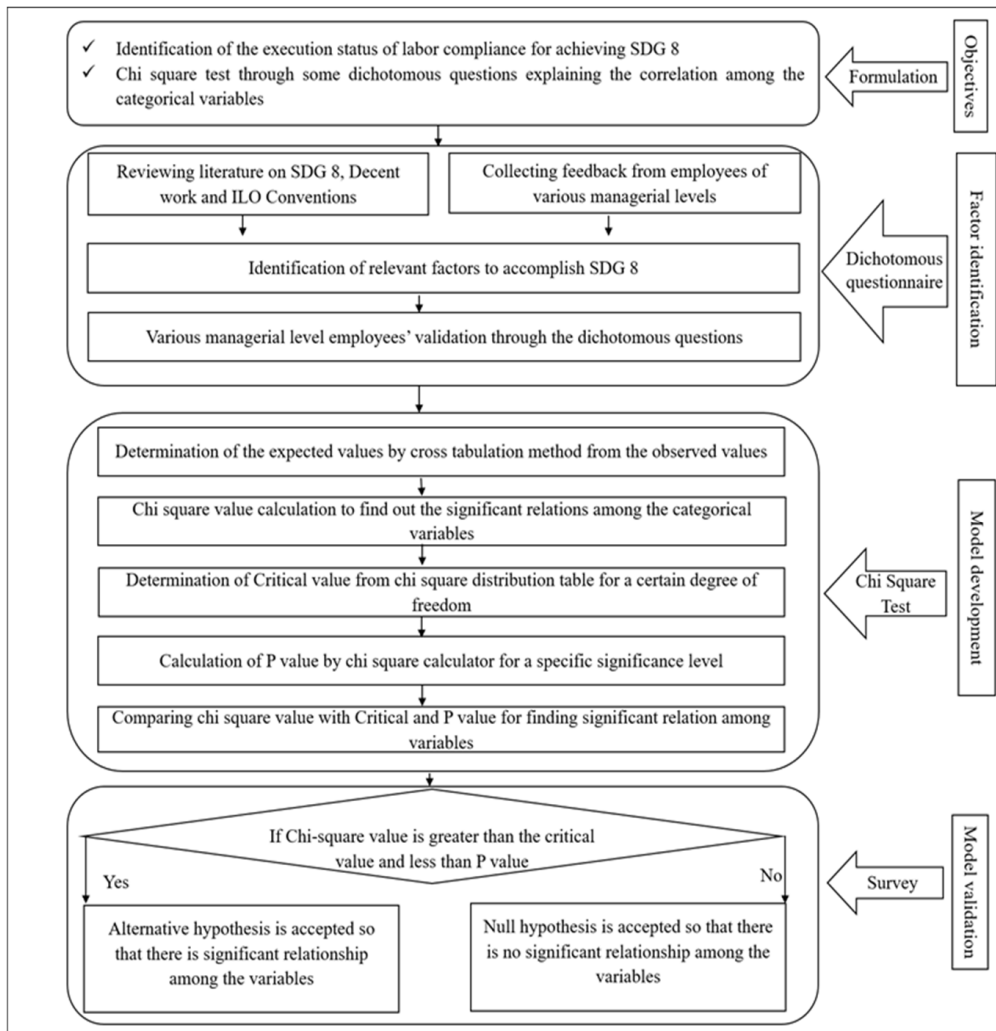 ✓ Identification of the execution status of labor compliance for achieving SDG 8
✓ Chi square test through some dichotomous questions explaining the correlation among the
categorical variables
Formulation
Objectives
Reviewing literature on SDG 8, Decent
work and ILO Conventions
Collecting feedback from employees of
various managerial levels
Identification of relevant factors to accomplish SDG 8
Various managerial level employees’ validation through the dichotomous questions
Dichotomous
questionnaire
Factor identification
Determination of the expected values by cross tabulation method from the observed values
Chi square value calculation to find out the significant relations among the categorical
variables
Determination of Critical value from chi square distribution table for a certain degree of
freedom
Calculation of P value by chi square calculator for a specific significance level
Comparing chi square value with Critical and P value for finding significant relation among
variables
Chi Square
Test
Model development
If Chi-square value is greater than the critical
value and less than P value
Yes
No
Alternative hypothesis is accepted so
that there is significant relationship
among the variables
Null hypothesis is accepted so that there
is no significant relationship among the
variables
Survey
Model validation